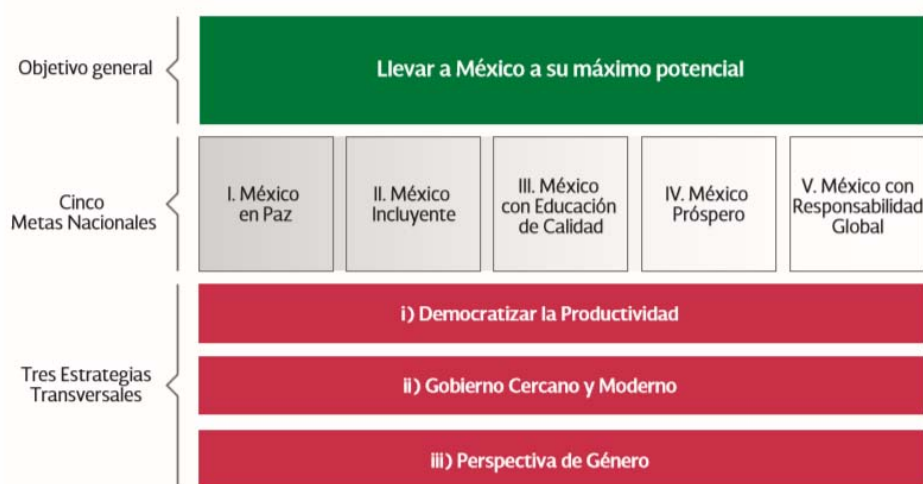 Objetivo general
Llevar a México a su máximo potencial
Cinco
Metas Nacionales
I. México
en Paz
II. México
Incluyente
III. México
con Educación
de Calidad
IV. México
Próspero
V. México con
Responsabilidad
Global
Tres Estrategias
Transversales
i) Democratizar la Productividad
ii) Gobierno Cercano y Moderno
iii) Perspectiva de Género